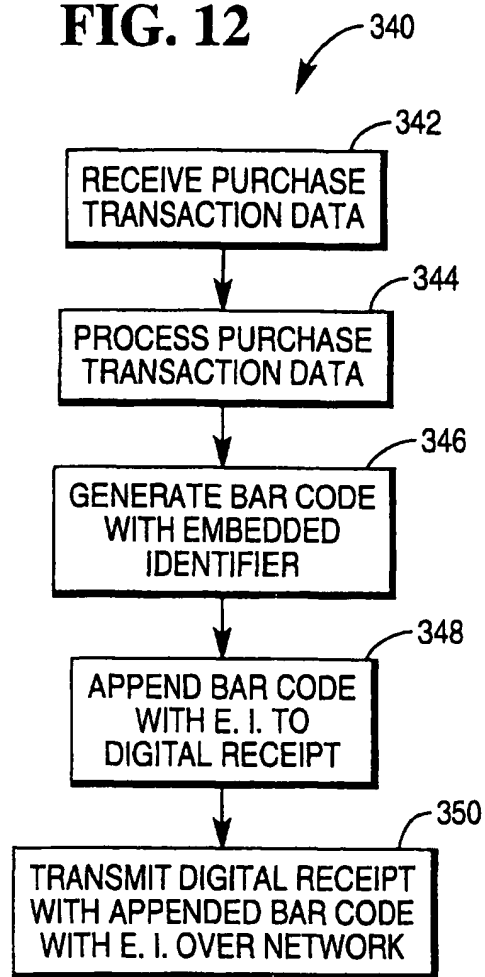 FIG. 12
340
342
RECEIVE PURCHASE
TRANSACTION DATA
344
PROCESS PURCHASE
TRANSACTION DATA
346
GENERATE BAR CODE
WITH EMBEDDED
IDENTIFIER
348
APPEND BAR CODE
WITH E. I. TO
DIGITAL RECEIPT
350
TRANSMIT DIGITAL RECEIPT
WITH APPENDED BAR CODE
WITH E. I. OVER NETWORK